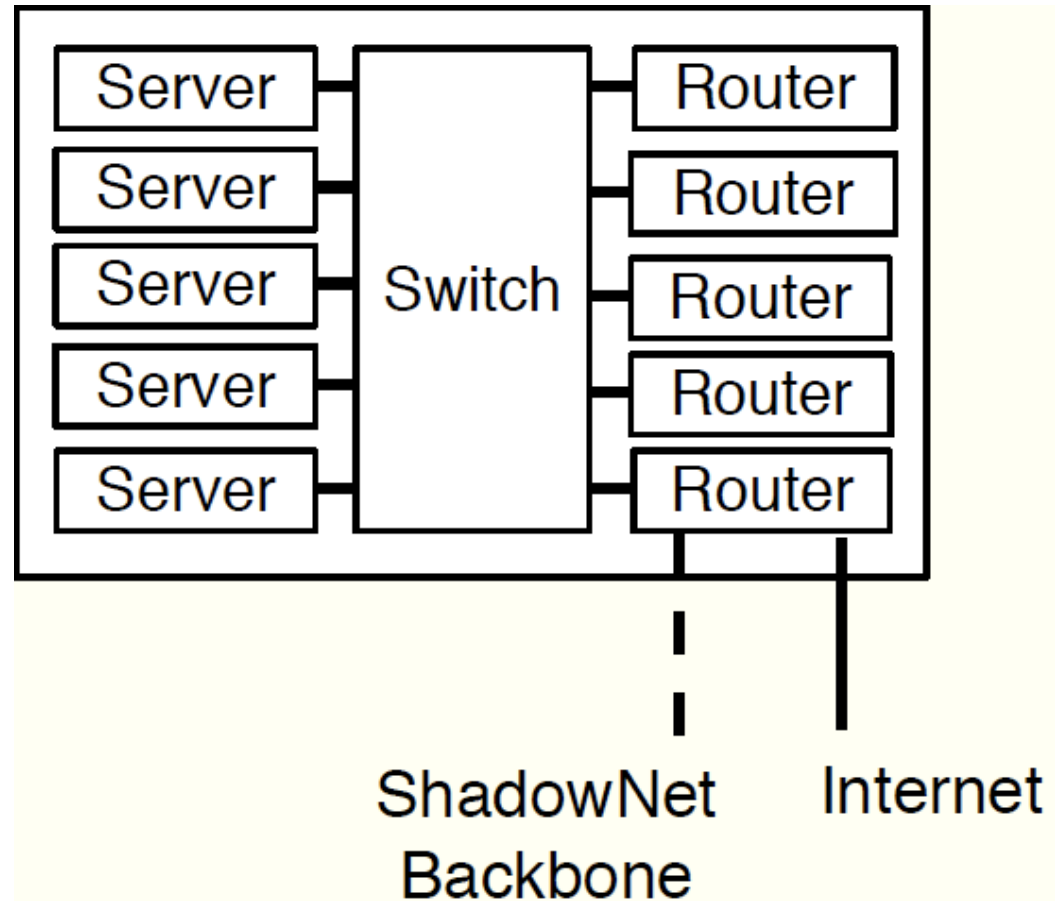 Server
Router
Server
Router
Server
Switch
Router
Server
Router
Server
Router
ShadowNet
Backbone
Internet